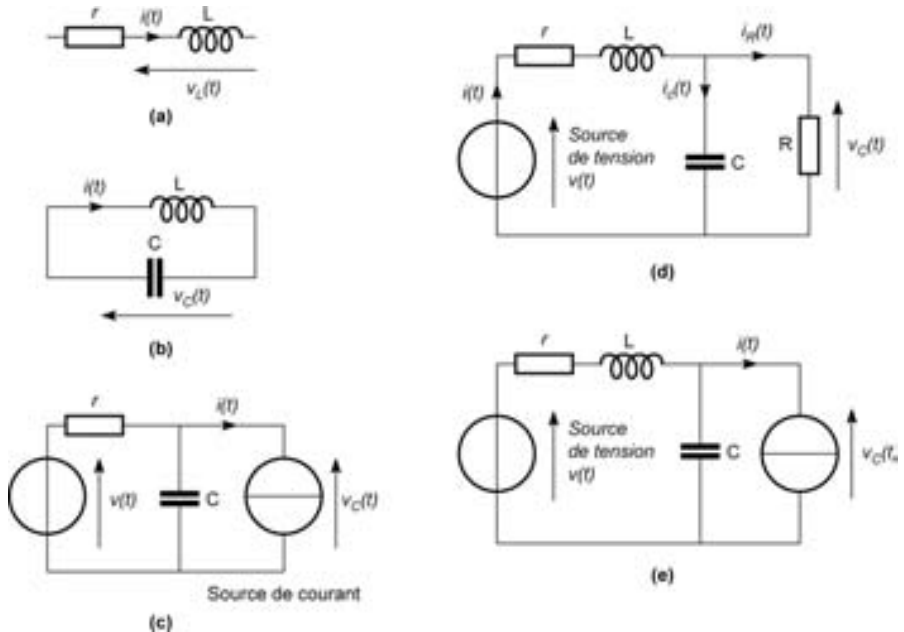 r i(t) L
v_L(t)
(a)
i(t) L
C
v_C(t)
(b)
r i(t)
v(t) C v_C(t)
Source de courant
(c)
r L i_R(t)
i(t) i_c(t)
Source
de tension
v(t)
C R v_C(t)
(d)
r L i(t)
Source
de tension
v(t)
C
(e)